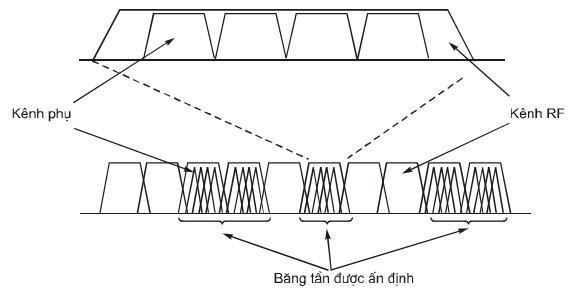 Kênh phụ
Kênh RF
Băng tần được ấn định